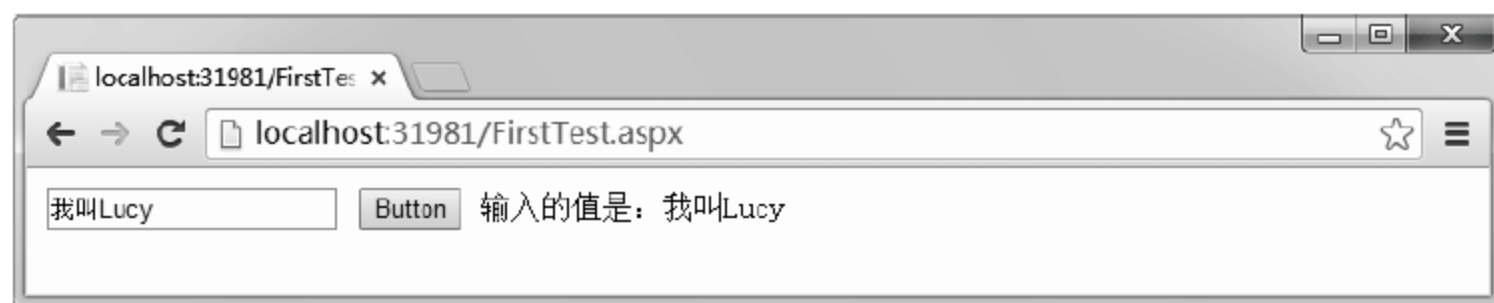 localhost:31981/FirstTes
localhost:31981/FirstTest.aspx
我叫Lucy Button 输入的值是：我叫Lucy